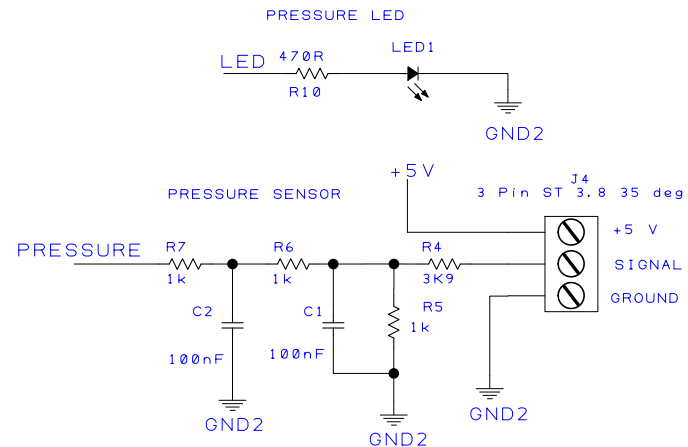 PRESSURE LED
LED
470R
LED1
R10
GND2
+5V
J4
3 Pin ST 3.8 35 deg
PRESSURE SENSOR
+5 V
PRESSURE
R7
R6
R4
SIGNAL
1k
1k
3K9
GROUND
C2
C1
R5
1k
100nF
100nF
GND2
GND2
GND2